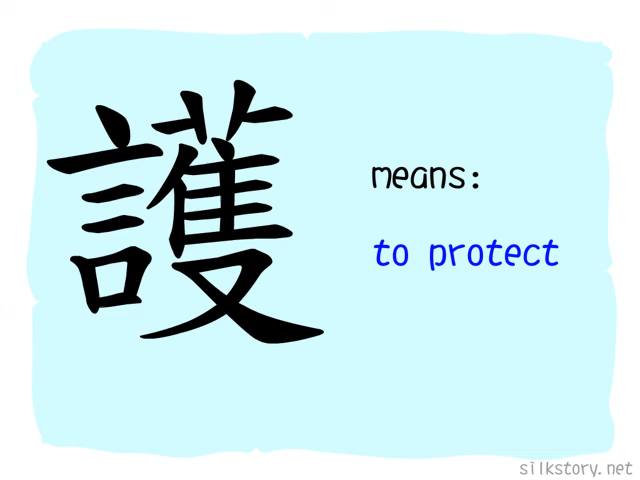 護
means:
to protect
silkstory.net